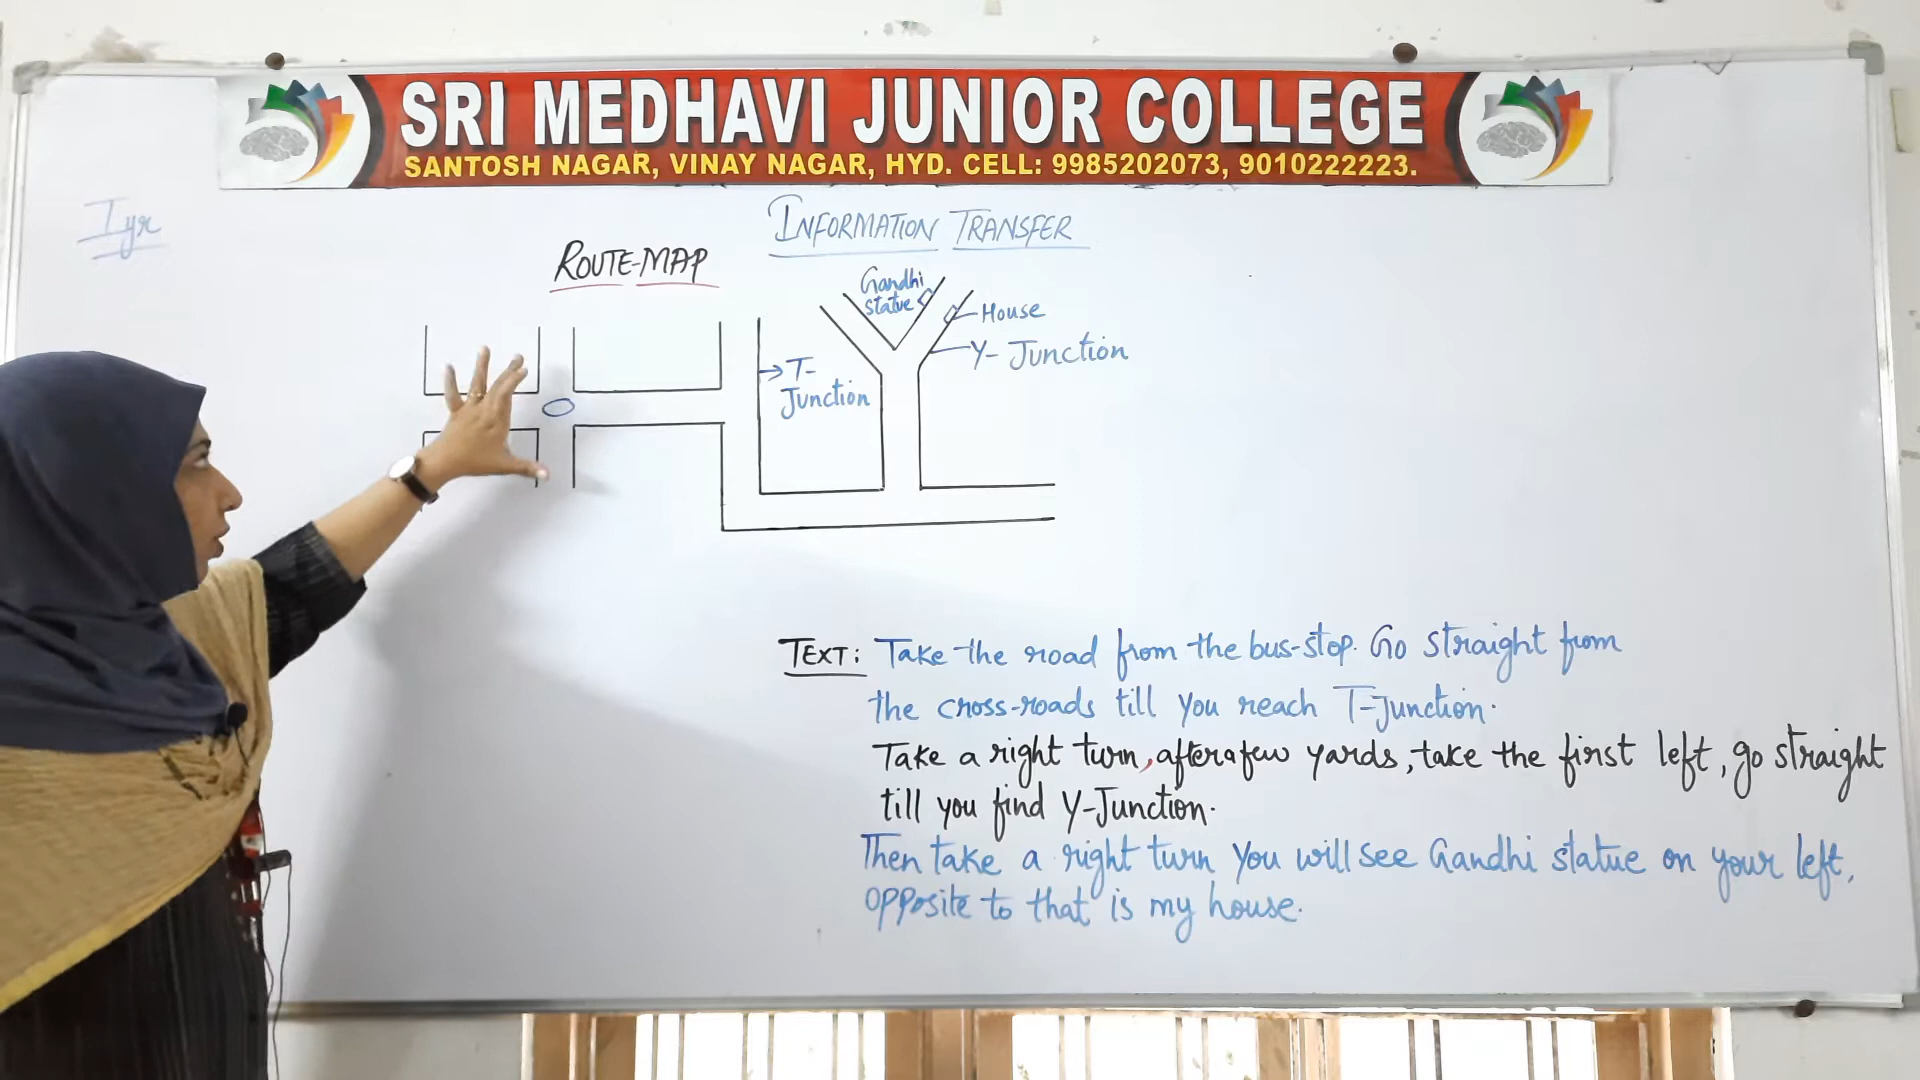 SRI MEDHAVI JUNIOR COLLEGE
SANTOSH NAGAR, VINAY NAGAR, HYD. CELL: 9985202073, 9010222223.
I yr
INFORMATION TRANSFER
ROUTE-MAP
Gandhi
statue
House
Y- Junction
T-
Junction
TEXT: Take the road from the bus-stop. Go straight from
the cross-roads till you reach T-Junction.
Take a right turn, after a few yards, take the first left, go straight
till you find Y-Junction.
Then take a right turn you will see Gandhi statue on your left,
opposite to that is my house.